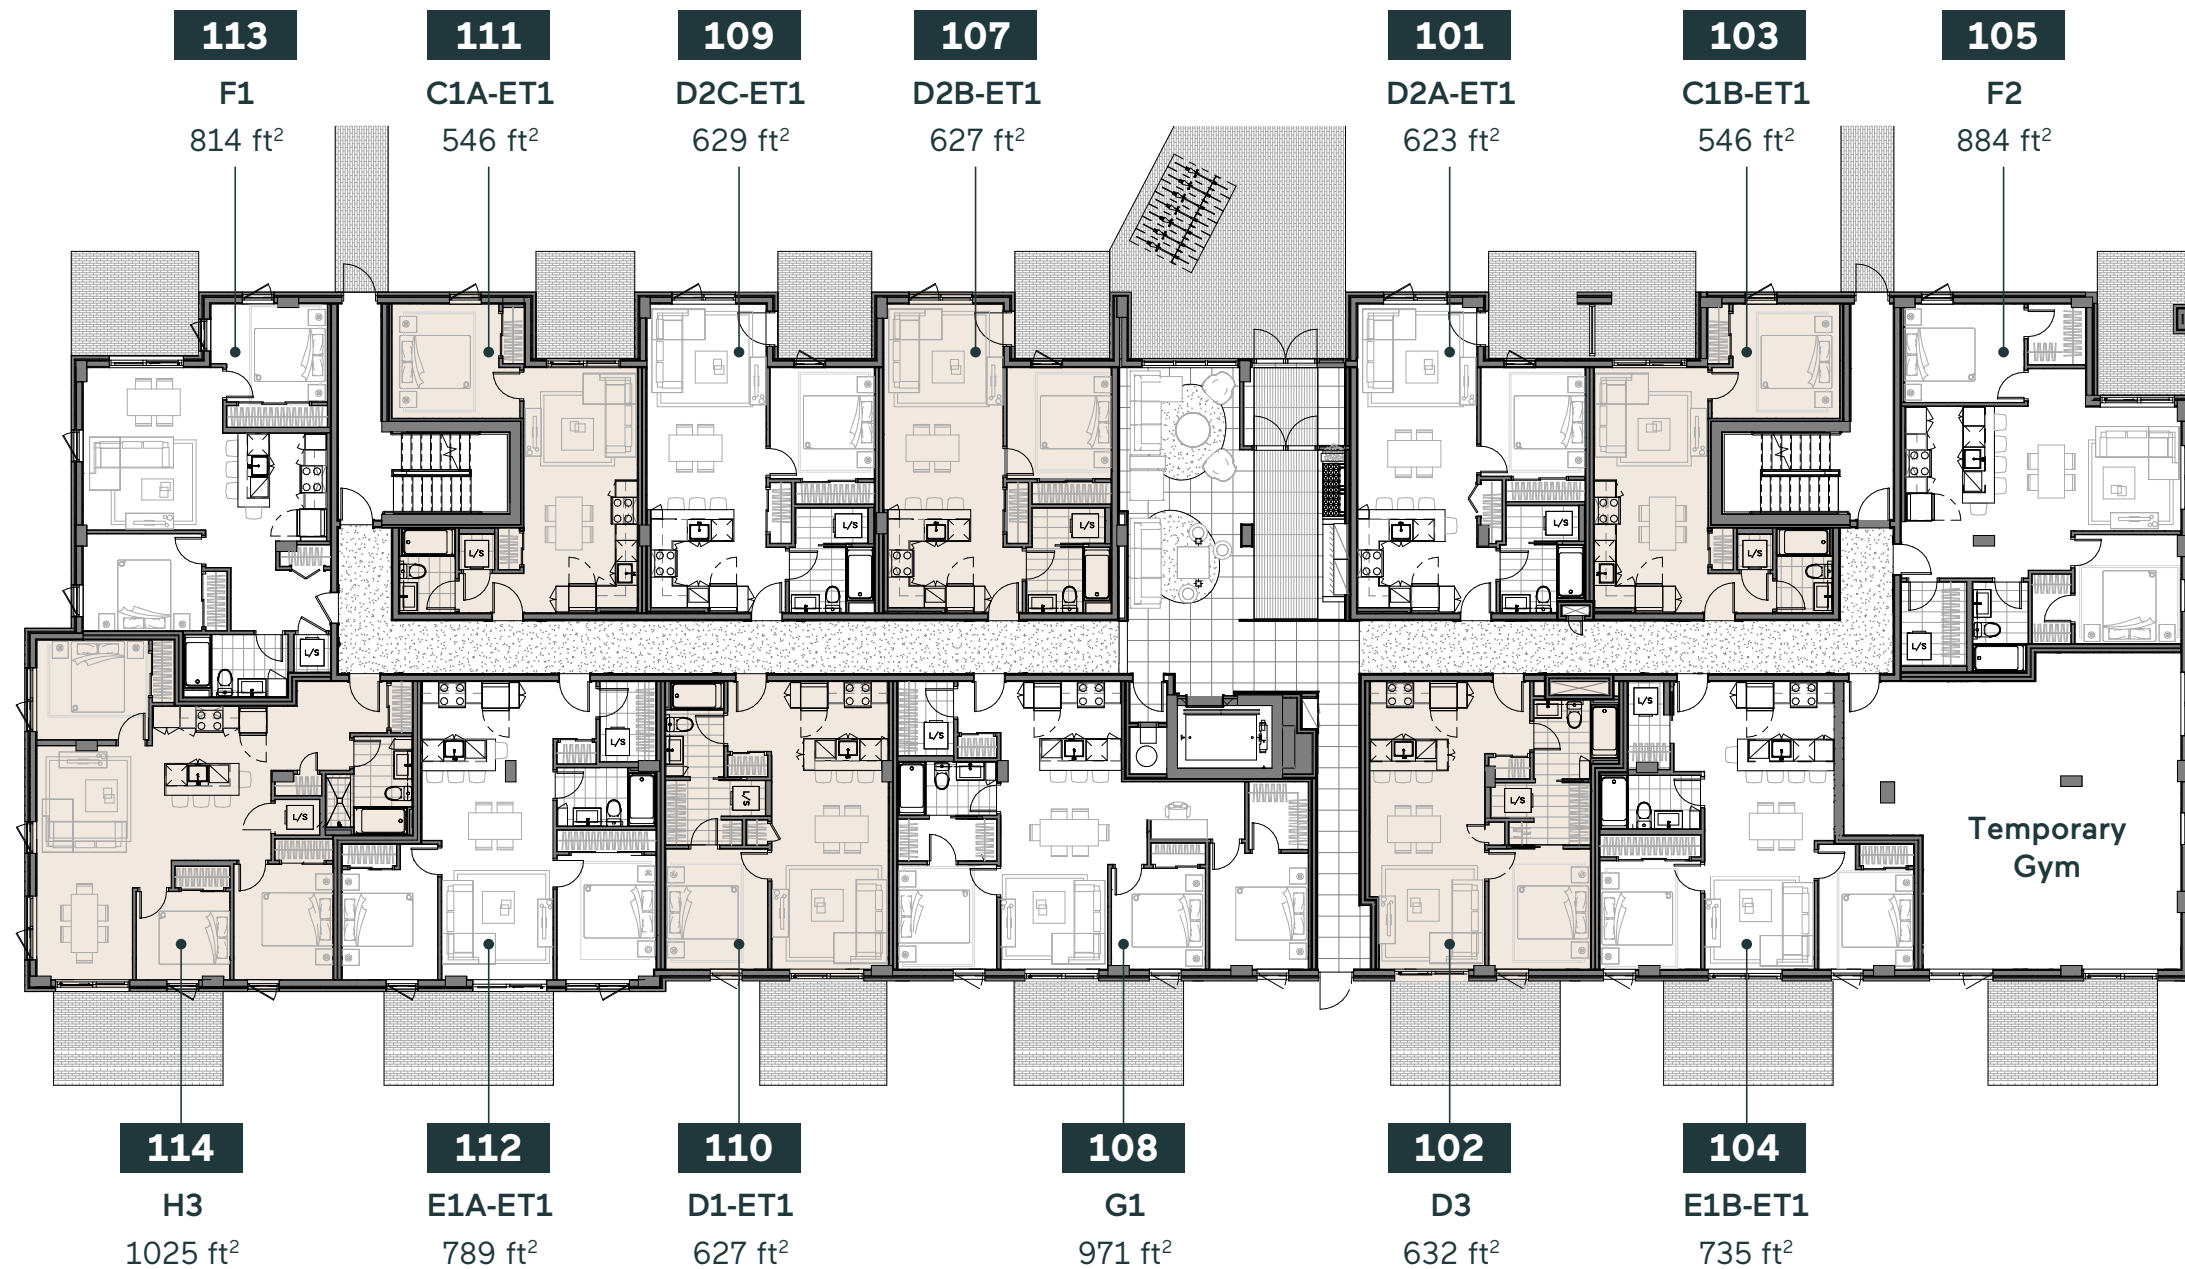 113
F1
814 ft²
111
C1A-ET1
546 ft²
109
D2C-ET1
629 ft²
107
D2B-ET1
627 ft²
101
D2A-ET1
623 ft²
103
C1B-ET1
546 ft²
105
F2
884 ft²
L/S
L/S
L/S
L/S
L/S
L/S
L/S
L/S
L/S
L/S
L/S
L/S
L/S
L/S
Temporary
Gym
114
H3
1025 ft²
112
E1A-ET1
789 ft²
110
D1-ET1
627 ft²
108
G1
971 ft²
102
D3
632 ft²
104
E1B-ET1
735 ft²